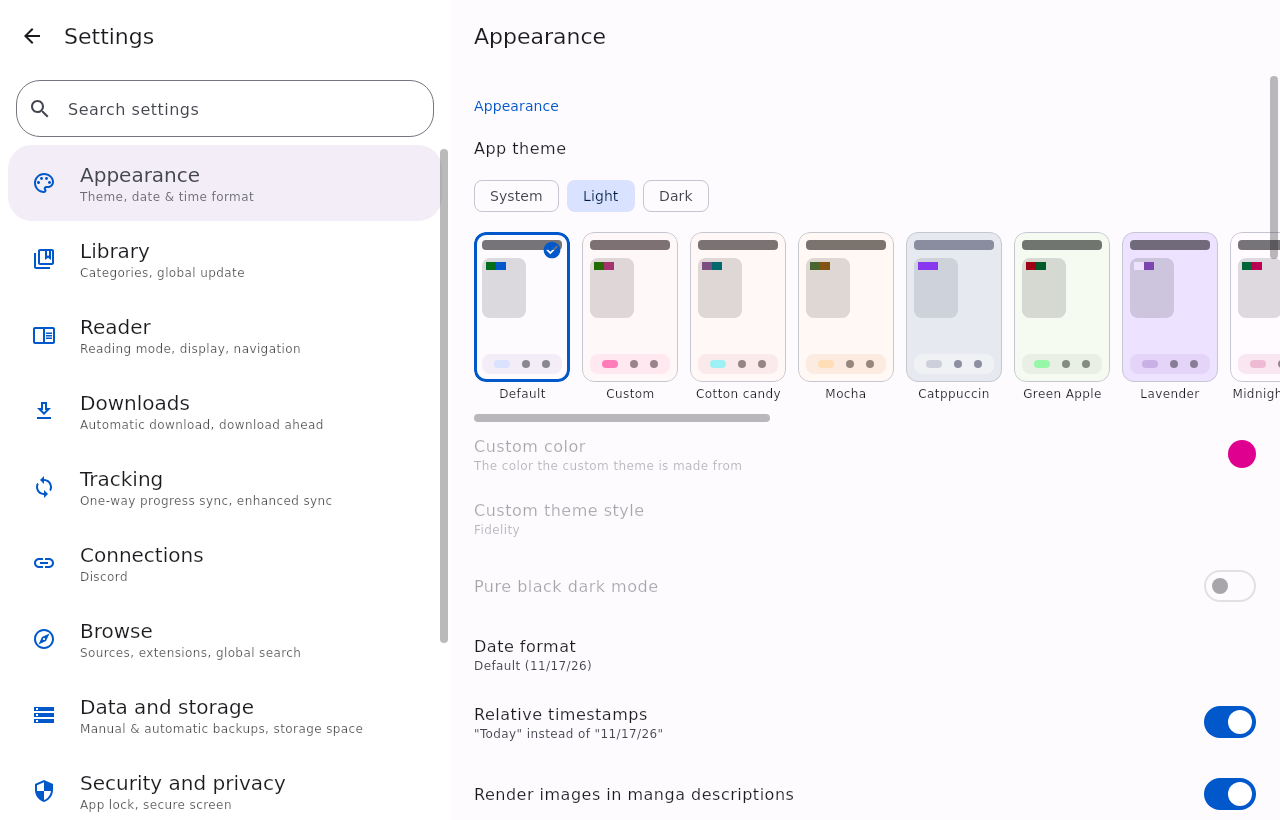 Settings
Search settings
Appearance
Theme, date & time format
Library
Categories, global update
Reader
Reading mode, display, navigation
Downloads
Automatic download, download ahead
Tracking
One-way progress sync, enhanced sync
Connections
Discord
Browse
Sources, extensions, global search
Data and storage
Manual & automatic backups, storage space
Security and privacy
App lock, secure screen
Appearance
Appearance
App theme
System
Light
Dark
Default
Custom
Cotton candy
Mocha
Catppuccin
Green Apple
Lavender
Custom color
The color the custom theme is made from
Custom theme style
Fidelity
Pure black dark mode
Date format
Default (11/17/26)
Relative timestamps
"Today" instead of "11/17/26"
Render images in manga descriptions